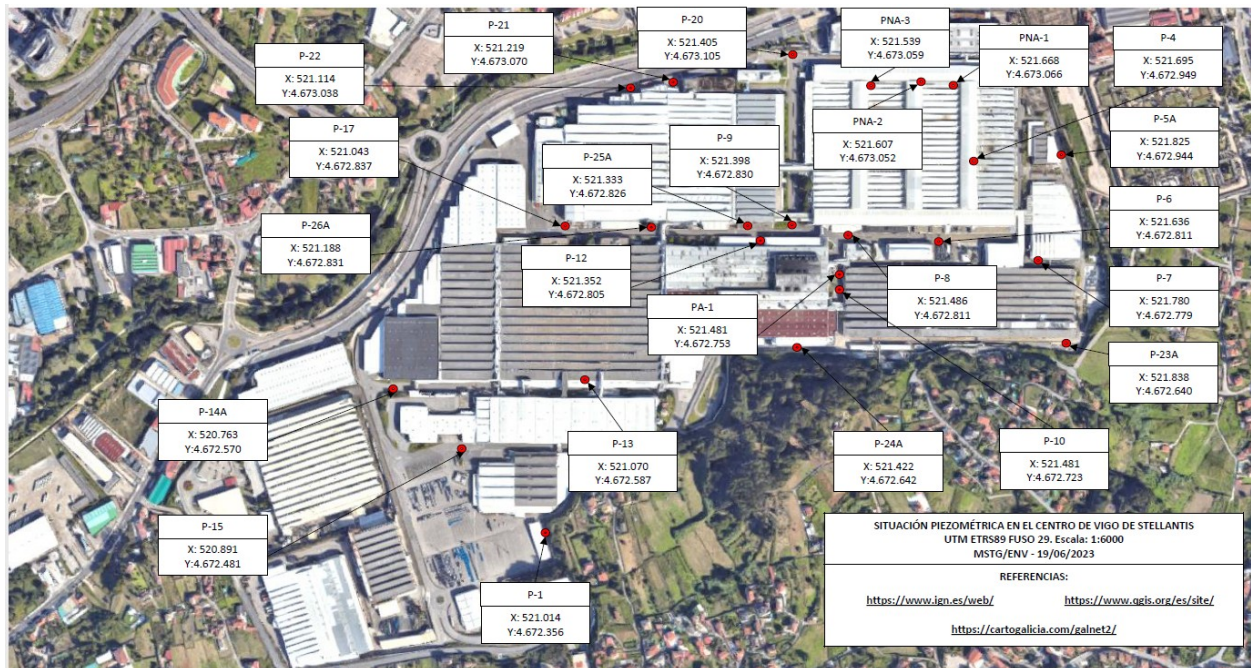 P-21
X: 521.219
Y:4.673.070
P-20
X: 521.405
Y:4.673.105
PNA-3
X: 521.539
Y:4.673.059
PNA-1
X: 521.668
Y:4.673.066
P-4
X: 521.695
Y:4.672.949
P-22
X: 521.114
Y:4.673.038
P-17
X: 521.043
Y:4.672.837
P-25A
X: 521.333
Y:4.672.826
P-9
X: 521.398
Y:4.672.830
PNA-2
X: 521.607
Y:4.673.052
P-5A
X: 521.825
Y:4.672.944
P-26A
X: 521.188
Y:4.672.831
P-12
X: 521.352
Y:4.672.805
P-6
X: 521.636
Y:4.672.811
PA-1
X: 521.481
Y:4.672.753
P-8
X: 521.486
Y:4.672.811
P-7
X: 521.780
Y:4.672.779
P-23A
X: 521.838
Y:4.672.640
P-14A
X: 520.763
Y:4.672.570
P-13
X: 521.070
Y:4.672.587
P-24A
X: 521.422
Y:4.672.642
P-10
X: 521.481
Y:4.672.723
P-15
X: 520.891
Y:4.672.481
P-1
X: 521.014
Y:4.672.356
SITUACIÓN PIEZOMÉTRICA EN EL CENTRO DE VIGO DE STELLANTIS
UTM ETRS89 FUSO 29. Escala: 1:6000
MSTG/ENV - 19/06/2023
REFERENCIAS:
https://www.ign.es/web/ https://www.qgis.org/es/site/
https://cartogalicia.com/galnet2/